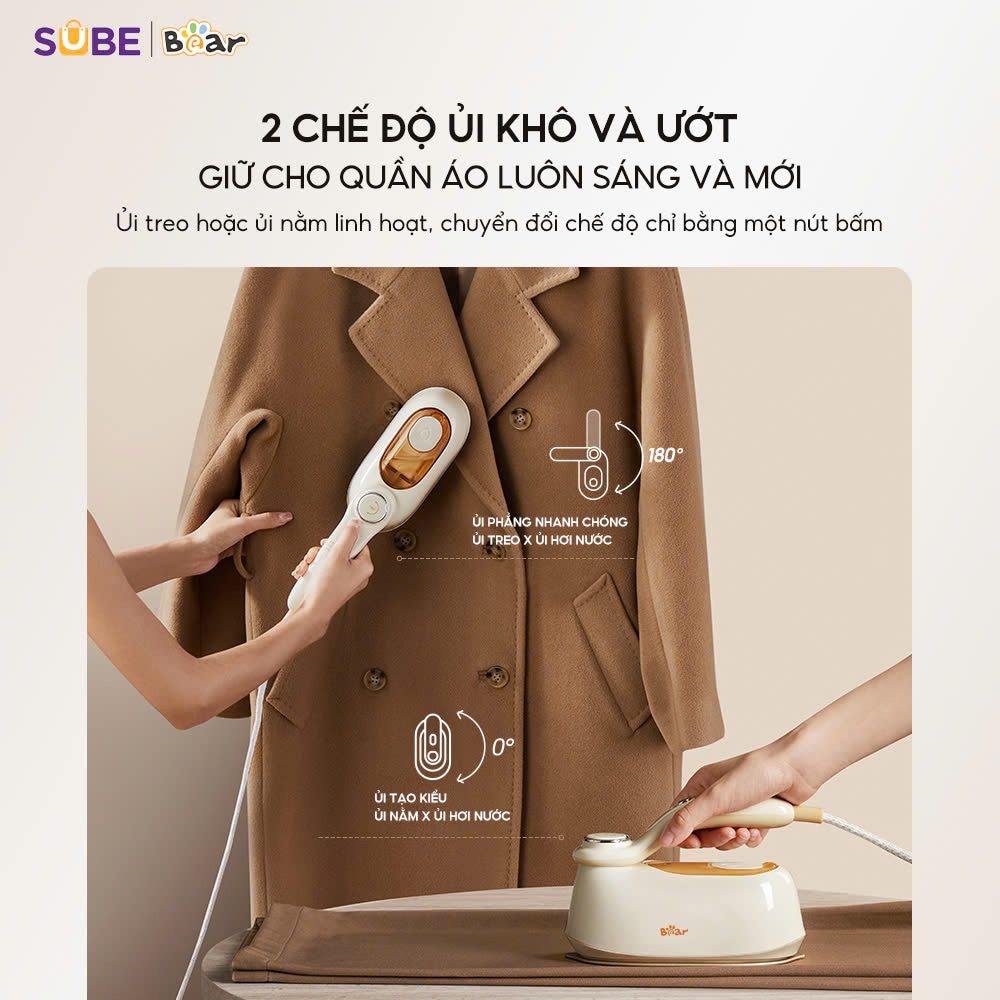 SUBE | Bear
2 CHẾ ĐỘ ỦI KHÔ VÀ ƯỚT
GIỮ CHO QUẦN ÁO LUÔN SÁNG VÀ MỚI
Ủi treo hoặc ủi nằm linh hoạt, chuyển đổi chế độ chỉ bằng một nút bấm
180°
ỦI PHẲNG NHANH CHÓNG
ỦI TREO X ỦI HƠI NƯỚC
0°
ỦI TẠO KIỂU
ỦI NẰM X ỦI HƠI NƯỚC
Bear